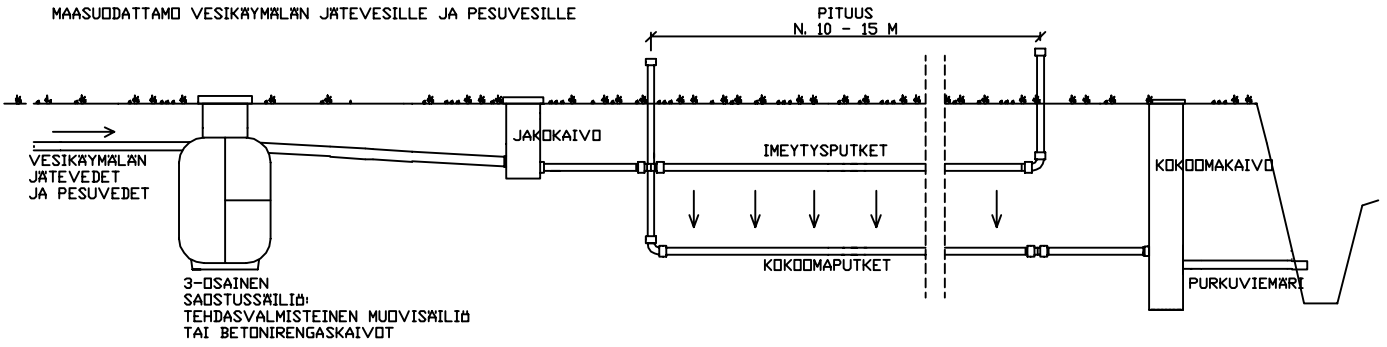 MAASUODATTAMO VESIKÄYMÄLÄN JÄTEVESILLE JA PESUVESILLE
PITUUS
N. 10 - 15 M
JAKOKAIVO
IMEYTYSPUTKET
VESIKÄYMÄLÄN
JÄTEVEDET
JA PESUVEDET
KOKOOMAKAIVO
KOKOOMAPUTKET
PURKUVIEMÄRI
3-OSAINEN
SAOSTUSSÄILIÖ:
TEHDASVALMISTEINEN MUOVISÄILIÖ
TAI BETONIRENGASKAIVOT